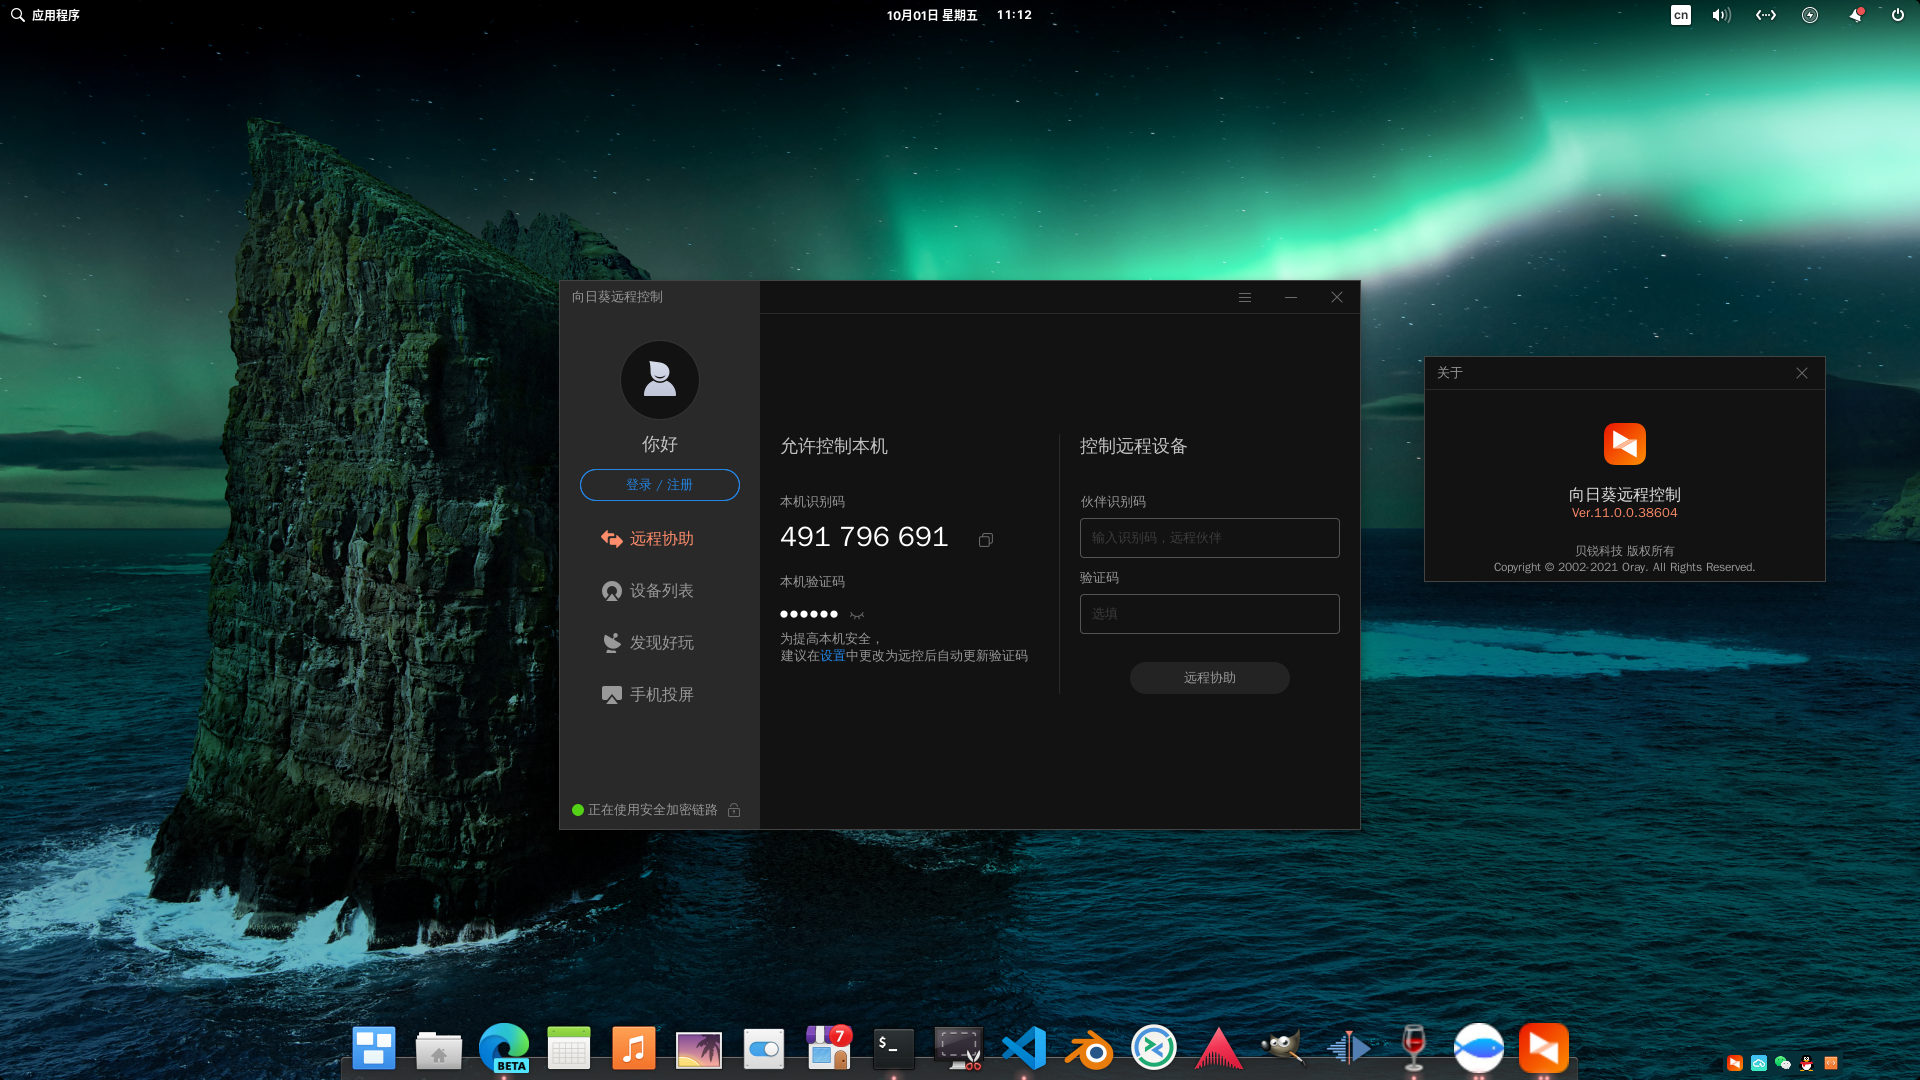 应用程序
10月01日 星期五 11:12
cn
向日葵远程控制
你好
登录 / 注册
远程协助
设备列表
发现好玩
手机投屏
正在使用安全加密链路
允许控制本机
本机识别码
491 796 691
本机验证码
为提高本机安全，
建议在设置中更改为远控后自动更新验证码
控制远程设备
伙伴识别码
输入识别码，远程伙伴
验证码
选填
远程协助
关于
向日葵远程控制
Ver.11.0.0.38604
贝锐科技 版权所有
Copyright © 2002-2021 Oray. All Rights Reserved.
BETA
7
$_